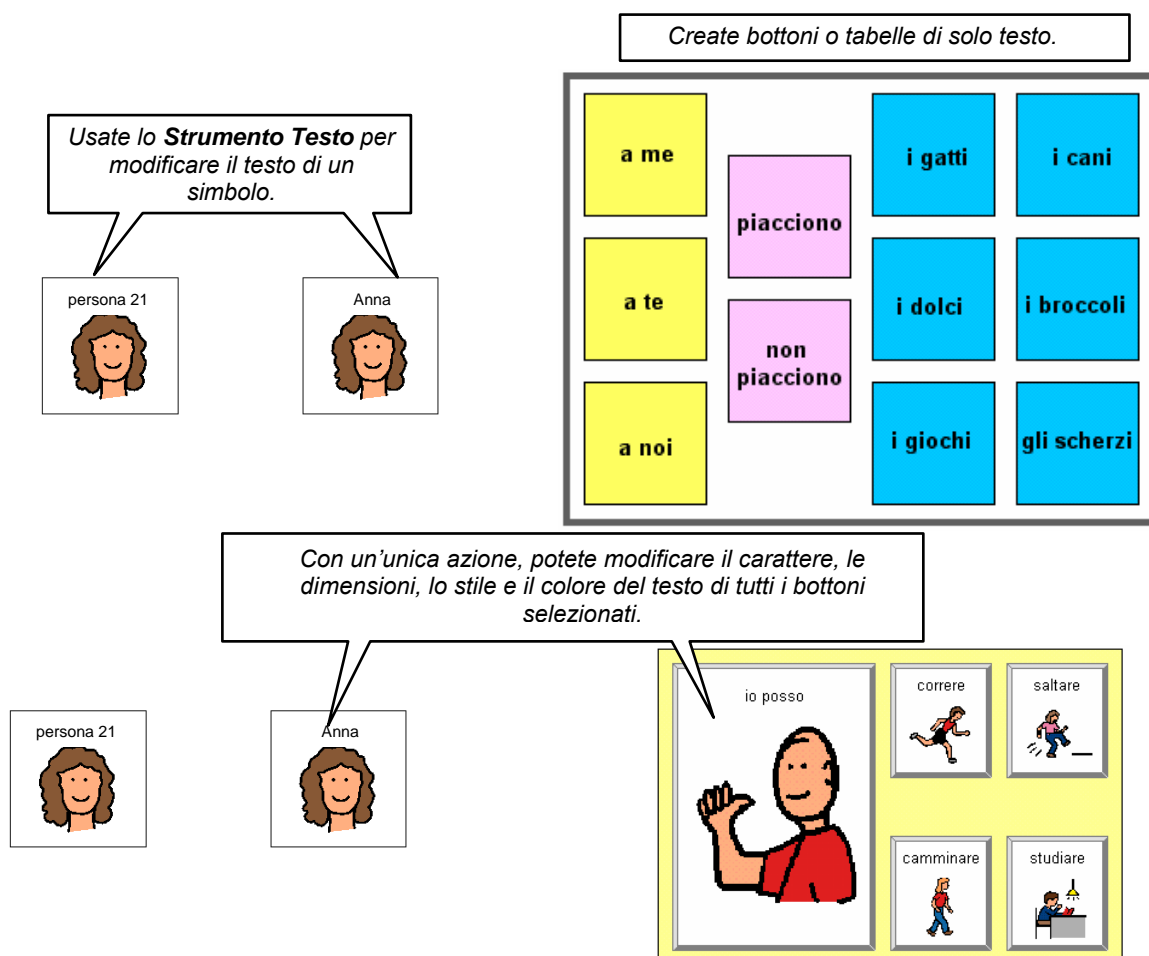 Create bottoni o tabelle di solo testo.
Usate lo Strumento Testo per
modificare il testo di un
simbolo.
persona 21
Anna
a me
piacciono
i gatti
i cani
a te
non
piacciono
i dolci
i broccoli
a noi
i giochi
gli scherzi
Con un'unica azione, potete modificare il carattere, le
dimensioni, lo stile e il colore del testo di tutti i bottoni
selezionati.
persona 21
Anna
io posso
correre
saltare
camminare
studiare